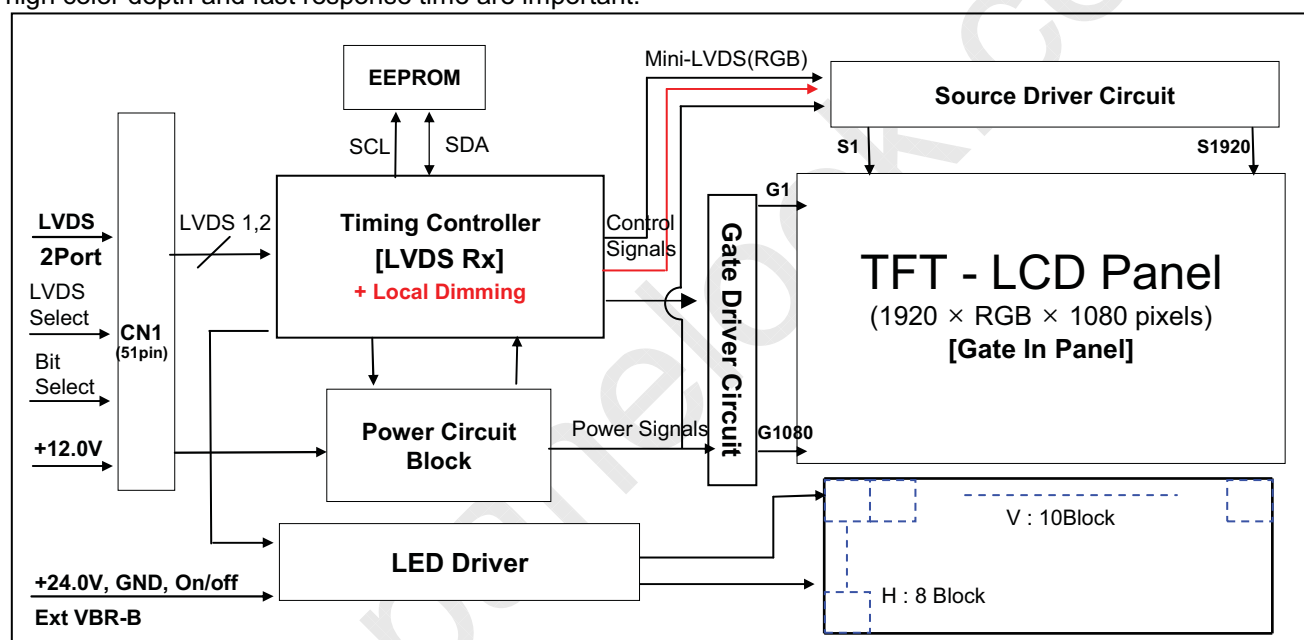 high color depth and fast response time are important.
Mini-LVDS(RGB)
EEPROM
Source Driver Circuit
SCL
SDA
S1
S1920
G1
LVDS
2Port
LVDS 1,2
Timing Controller
[LVDS Rx]
+ Local Dimming
Control
Signals
Gate Driver Circuit
TFT - LCD Panel
(1920 × RGB × 1080 pixels)
[Gate In Panel]
LVDS
Select
CN1
(51pin)
Bit
Select
+12.0V
Power Circuit
Block
Power Signals
G1080
V : 10Block
LED Driver
H : 8 Block
+24.0V, GND, On/off
Ext VBR-B